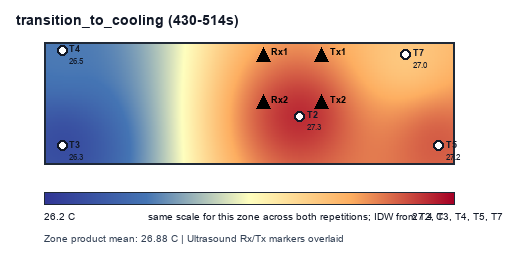 transition_to_cooling (430-514s)
T4
26.5
Rx1
Tx1
T7
27.0
Rx2
Tx2
T2
27.3
T3
26.3
T5
27.2
26.2 C
same scale for this zone across both repetitions; IDW from T2, T3, T4, T5, T7
Zone product mean: 26.88 C | Ultrasound Rx/Tx markers overlaid